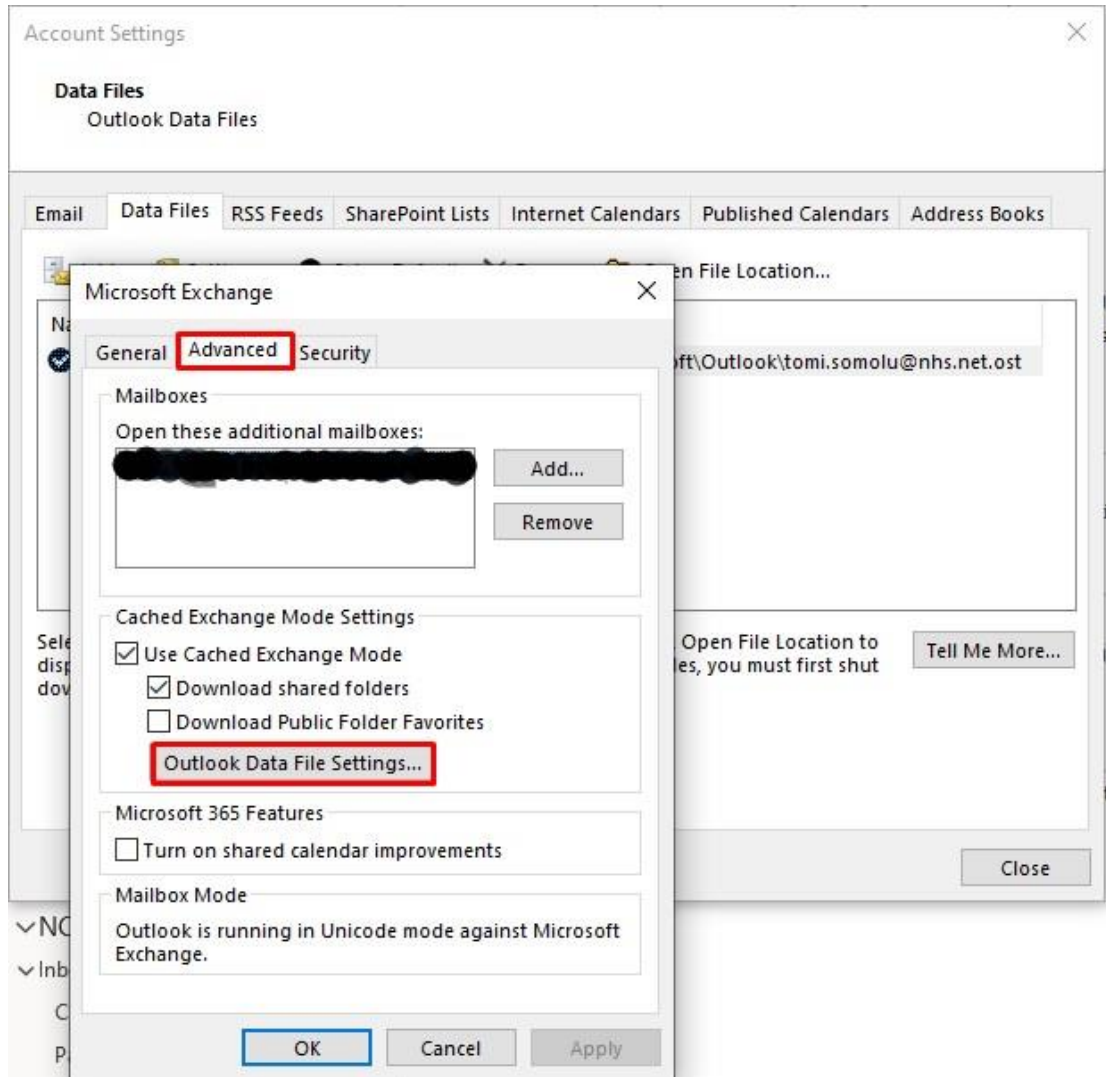 Account Settings
Data Files
Outlook Data Files
Email Data Files RSS Feeds SharePoint Lists Internet Calendars Published Calendars Address Books
File Location...
Microsoft Exchange
General Advanced Security
\Outlook\tomi.somolu@nhs.net.ost
Mailboxes
Open these additional mailboxes:
Add...
Remove
Cached Exchange Mode Settings
Use Cached Exchange Mode
Open File Location to
Tell Me More...
you must first shut
Download shared folders
Download Public Folder Favorites
Outlook Data File Settings...
Microsoft 365 Features
Turn on shared calendar improvements
Close
Mailbox Mode
Outlook is running in Unicode mode against Microsoft
Exchange.
OK Cancel Apply